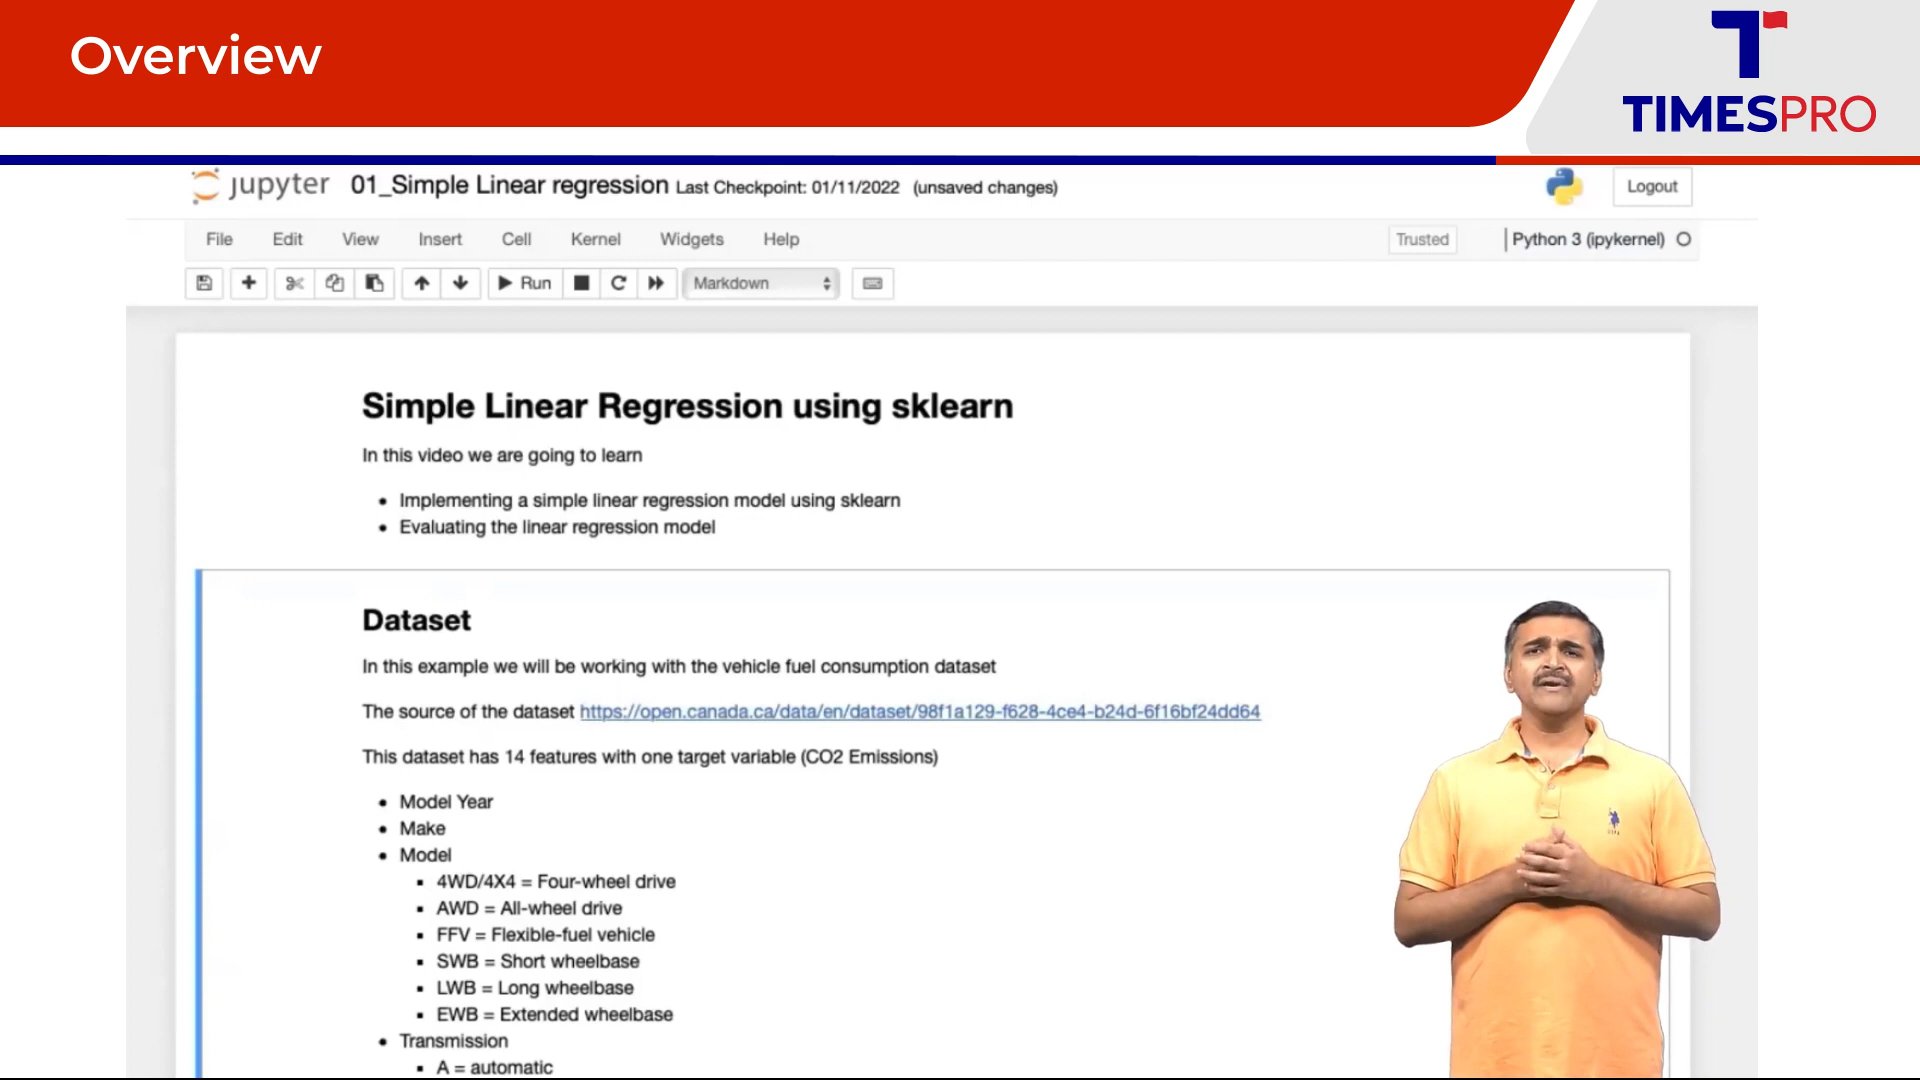 Overview
TIMESPRO
jupyter 01_Simple Linear regression Last Checkpoint: 01/11/2022 (unsaved changes)
Logout
File Edit View Insert Cell Kernel Widgets Help
Trusted
Python 3 (ipykernel)
Run
Markdown
Simple Linear Regression using sklearn
In this video we are going to learn
• Implementing a simple linear regression model using sklearn
• Evaluating the linear regression model
Dataset
In this example we will be working with the vehicle fuel consumption dataset
The source of the dataset https://open.canada.ca/data/en/dataset/98f1a129-f628-4ce4-b24d-6f16bf24dd64
This dataset has 14 features with one target variable (CO2 Emissions)
• Model Year
• Make
• Model
▪ 4WD/4X4 = Four-wheel drive
▪ AWD = All-wheel drive
▪ FFV = Flexible-fuel vehicle
▪ SWB = Short wheelbase
▪ LWB = Long wheelbase
▪ EWB = Extended wheelbase
• Transmission
▪ A = automatic